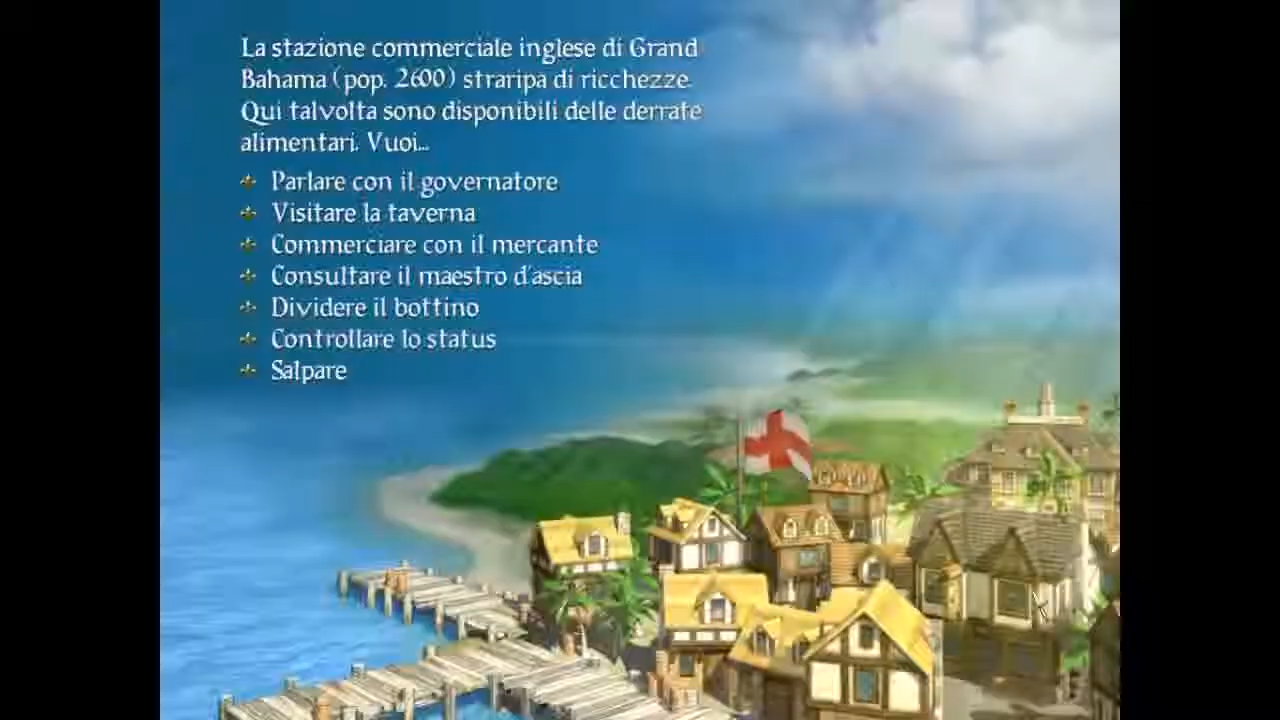 La stazione commerciale inglese di Grand
Bahama (pop. 2600) straripa di ricchezze.
Qui talvolta sono disponibili delle derrate
alimentari. Vuoi...
Parlare con il governatore
Visitare la taverna
Commerciare con il mercante
Consultare il maestro d'ascia
Dividere il bottino
Controllare lo status
Salpare